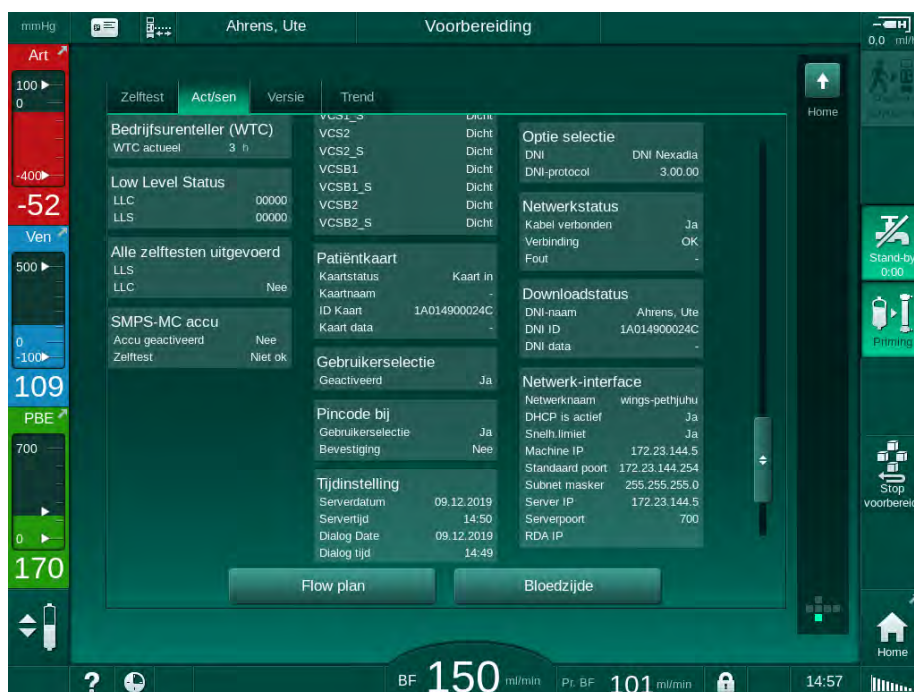 mmHg
Ahrens, Ute
Voorbereiding
0,0 ml/h
Art
100
0
-400
-52
Ven
500
0
-100
109
PBE
700
0
170
Zelftest Act/sen Versie Trend
Home
Bedrijfsurenteller (WTC)
WTC actueel 3 h
Low Level Status
LLC 00000
LLS 00000
Alle zelftesten uitgevoerd
LLS
LLC Nee
SMPS-MC accu
Accu geactiveerd Nee
Zelftest Niet ok
VCS1_S Dicht
VCS2 Dicht
VCS2_S Dicht
VCSB1 Dicht
VCSB1_S Dicht
VCSB2 Dicht
VCSB2_S Dicht
Patiëntkaart
Kaartstatus Kaart in
Kaartnaam -
ID Kaart 1A014900024C
Kaart data -
Gebruikerselectie
Geactiveerd Ja
Pincode bij
Gebruikerselectie Ja
Bevestiging Nee
Tijdinstelling
Serverdatum 09.12.2019
Servertijd 14:50
Dialog Date 09.12.2019
Dialog tijd 14:49
Optie selectie
DNI DNI Nexadia
DNI-protocol 3.00.00
Netwerkstatus
Kabel verbonden Ja
Verbinding OK
Fout -
Downloadstatus
DNI-naam Ahrens, Ute
DNI ID 1A014900024C
DNI data -
Netwerk-interface
Netwerknaam wings-pethjuhu
DHCP is actief Ja
Snelh.limiet Ja
Machine IP 172.23.144.5
Standaard poort 172.23.144.254
Subnet masker 255.255.255.0
Server IP 172.23.144.5
Serverpoort 700
RDA IP
Flow plan
Bloedzijde
Stand-by
0:00
Priming
Stop
voorbereid
Home
?
BF 150 ml/min
Pr. BF 101 ml/min
14:57